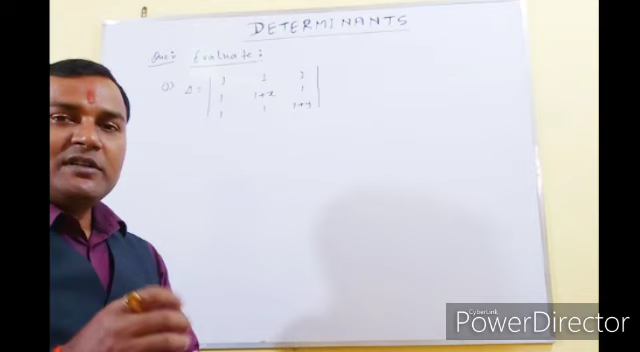 DETERMINANTS
Que:- Evaluate:-
(i) Δ = | 1 1 1 |
| 1 1+x 1 |
| 1 1 1+y |
CyberLink
PowerDirector